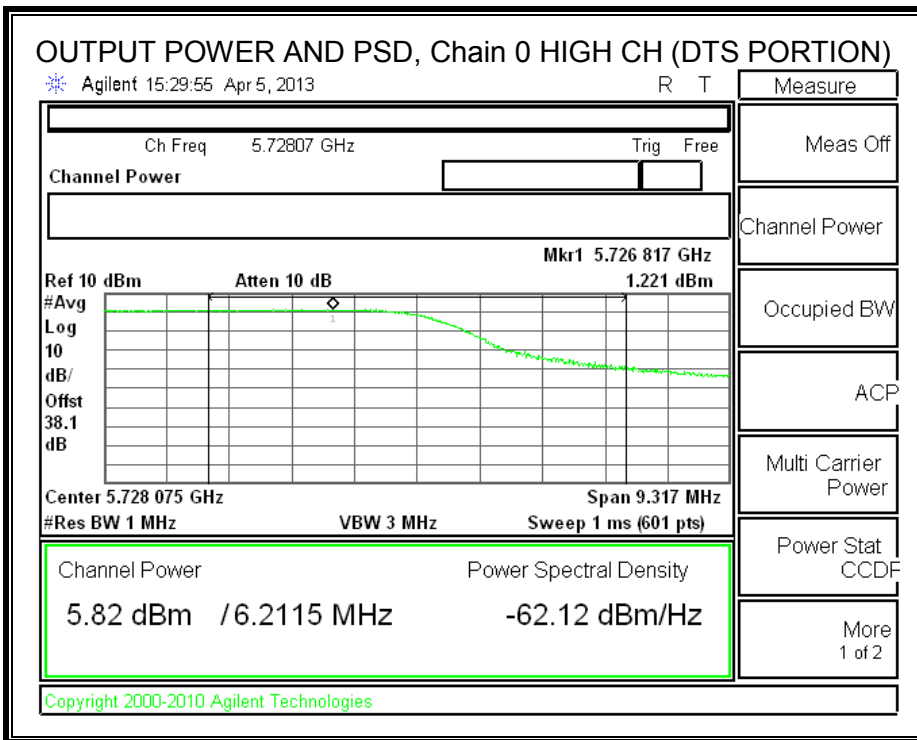 OUTPUT POWER AND PSD, Chain 0 HIGH CH (DTS PORTION)
Agilent 15:29:55 Apr 5, 2013 R T
Measure
Ch Freq 5.72807 GHz Trig Free
Meas Off
Channel Power
Channel Power
Mkr1 5.726 817 GHz
Ref 10 dBm Atten 10 dB 1.221 dBm
#Avg
Log
10
dB/
Offst
38.1
dB
1
Occupied BW
ACP
Multi Carrier
Power
Center 5.728 075 GHz Span 9.317 MHz
#Res BW 1 MHz VBW 3 MHz Sweep 1 ms (601 pts)
Power Stat
CCDF
Channel Power Power Spectral Density
5.82 dBm / 6.2115 MHz -62.12 dBm/Hz
More
1 of 2
Copyright 2000-2010 Agilent Technologies